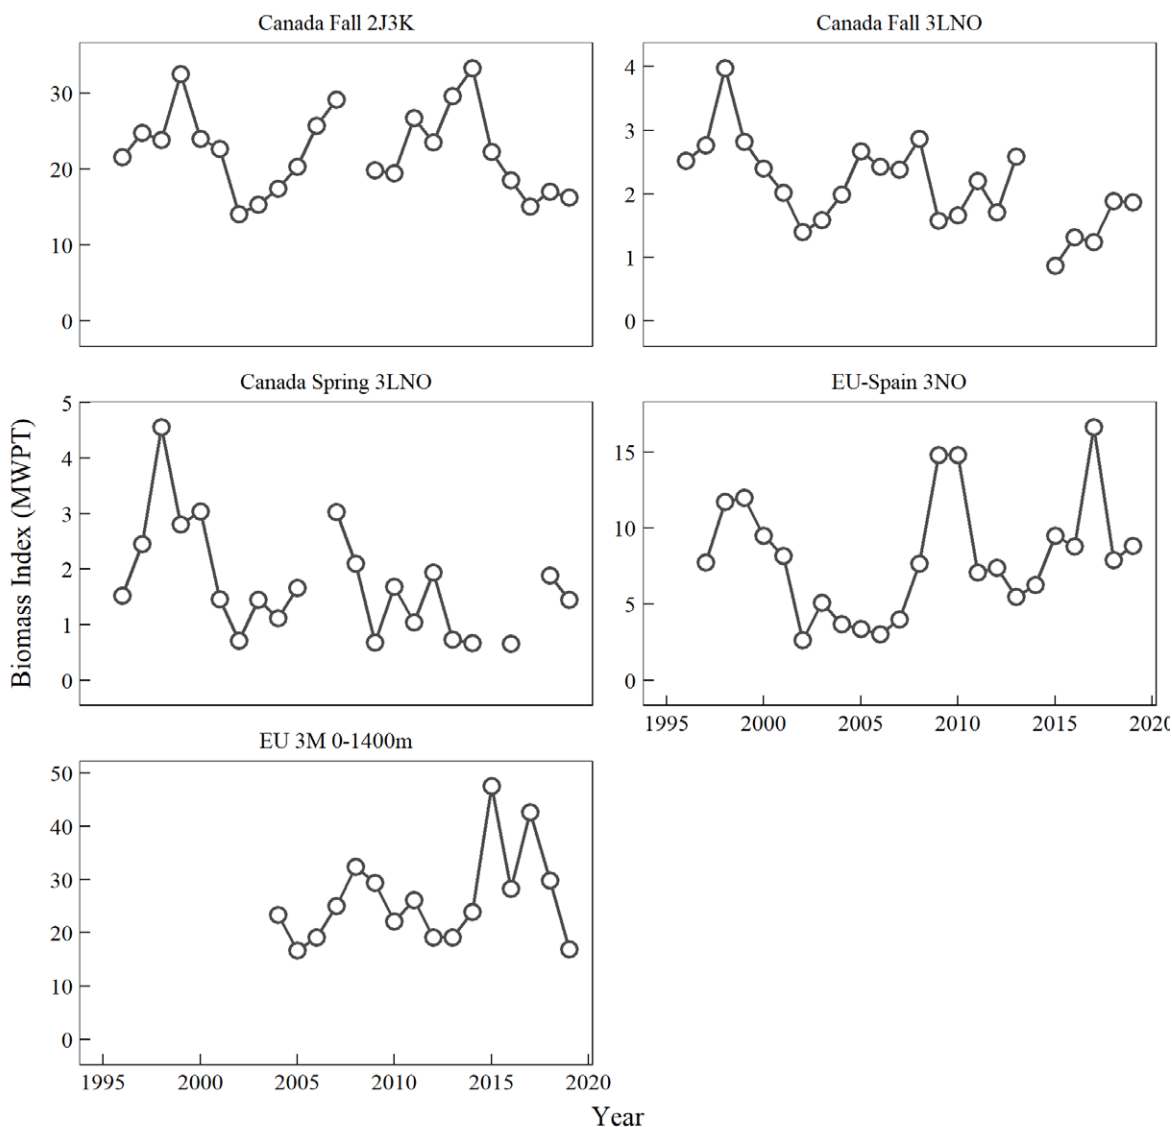 Canada Fall 2J3K
30
20
10
0
Canada Fall 3LNO
4
3
2
1
0
Biomass Index (MWPT)
Canada Spring 3LNO
5
4
3
2
1
0
EU-Spain 3NO
15
10
5
0
1995 2000 2005 2010 2015 2020
EU 3M 0-1400m
50
40
30
20
10
0
1995 2000 2005 2010 2015 2020
Year